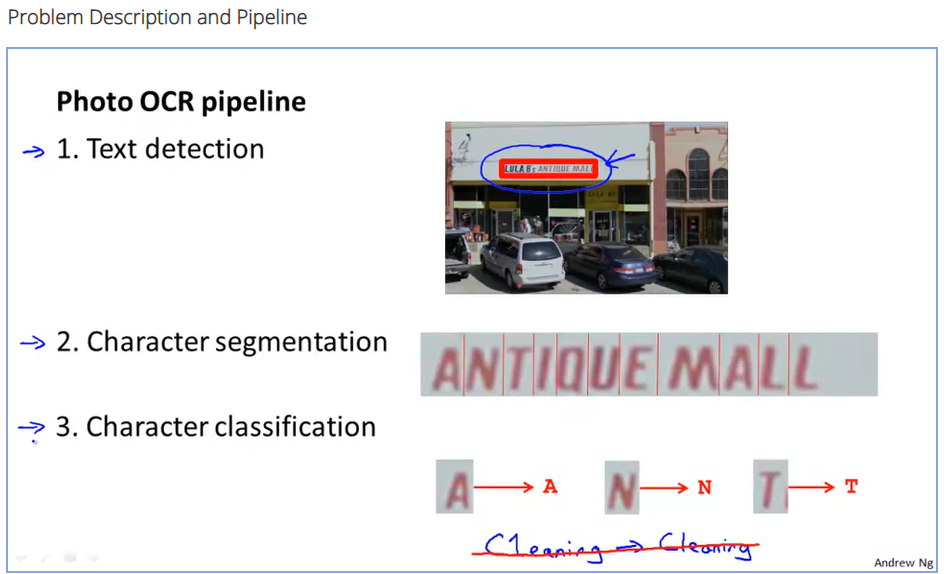 Problem Description and Pipeline
Photo OCR pipeline
1. Text detection
LULA B's ANTIQUE MALL
2. Character segmentation
ANTIQUE MALL
3. Character classification
A → A N → N T → T
C1eaning → Cleaning
Andrew Ng